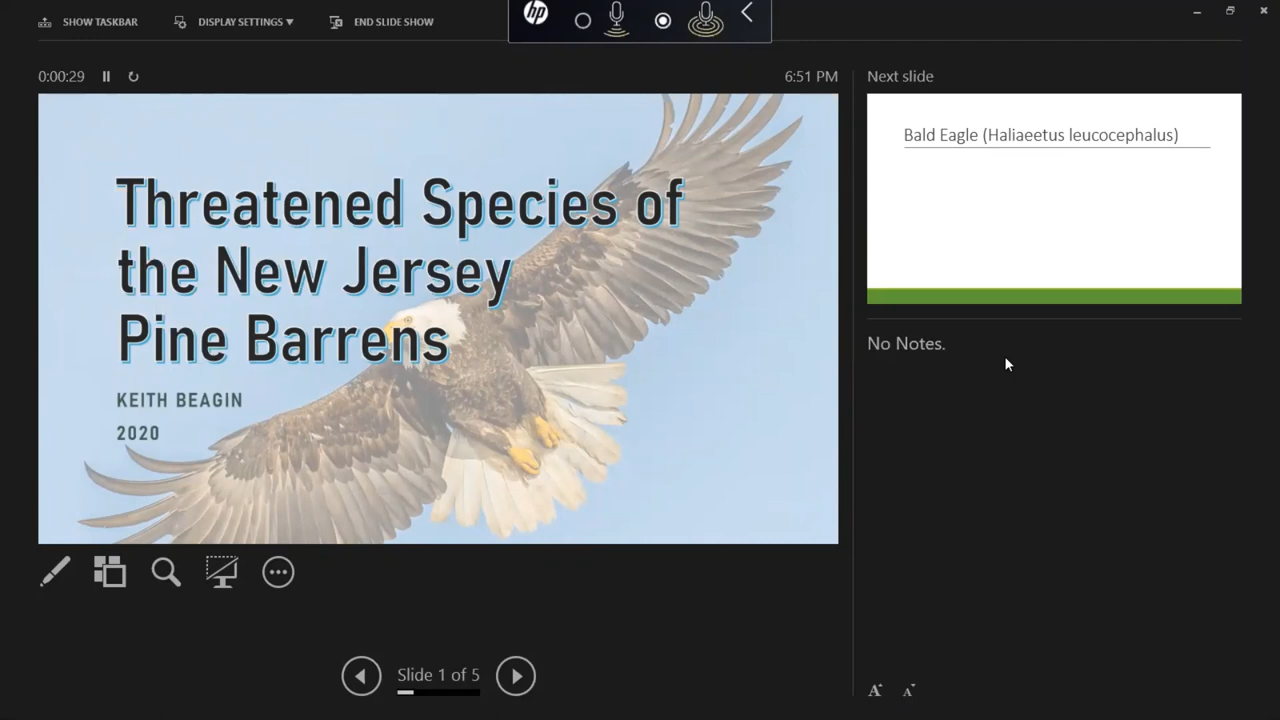 SHOW TASKBAR
DISPLAY SETTINGS ▼
END SLIDE SHOW
hp
0:00:29
6:51 PM
Next slide
Threatened Species of
the New Jersey
Pine Barrens
KEITH BEAGIN
2020
Bald Eagle (Haliaeetus leucocephalus)
No Notes.
Slide 1 of 5
A A